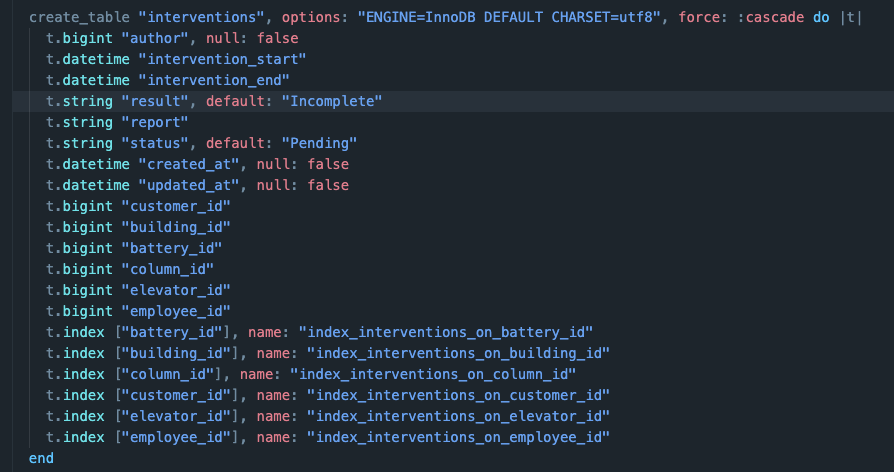 create_table "interventions", options: "ENGINE=InnoDB DEFAULT CHARSET=utf8", force: :cascade do |t|
  t.bigint "author", null: false
  t.datetime "intervention_start"
  t.datetime "intervention_end"
  t.string "result", default: "Incomplete"
  t.string "report"
  t.string "status", default: "Pending"
  t.datetime "created_at", null: false
  t.datetime "updated_at", null: false
  t.bigint "customer_id"
  t.bigint "building_id"
  t.bigint "battery_id"
  t.bigint "column_id"
  t.bigint "elevator_id"
  t.bigint "employee_id"
  t.index ["battery_id"], name: "index_interventions_on_battery_id"
  t.index ["building_id"], name: "index_interventions_on_building_id"
  t.index ["column_id"], name: "index_interventions_on_column_id"
  t.index ["customer_id"], name: "index_interventions_on_customer_id"
  t.index ["elevator_id"], name: "index_interventions_on_elevator_id"
  t.index ["employee_id"], name: "index_interventions_on_employee_id"
end